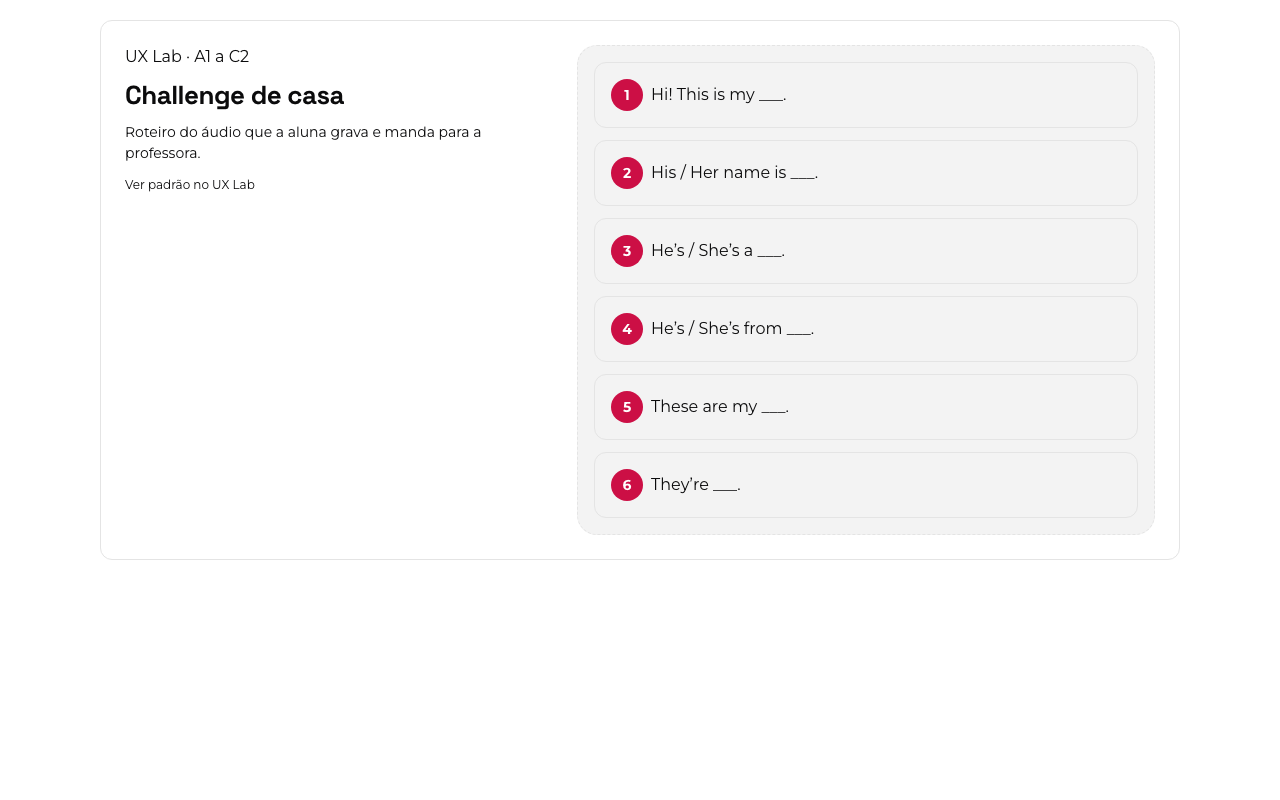 UX Lab · A1 a C2
Challenge de casa
Roteiro do áudio que a aluna grava e manda para a
professora.
Ver padrão no UX Lab
1 Hi! This is my ___.
2 His / Her name is ___.
3 He’s / She’s a ___.
4 He’s / She’s from ___.
5 These are my ___.
6 They’re ___.